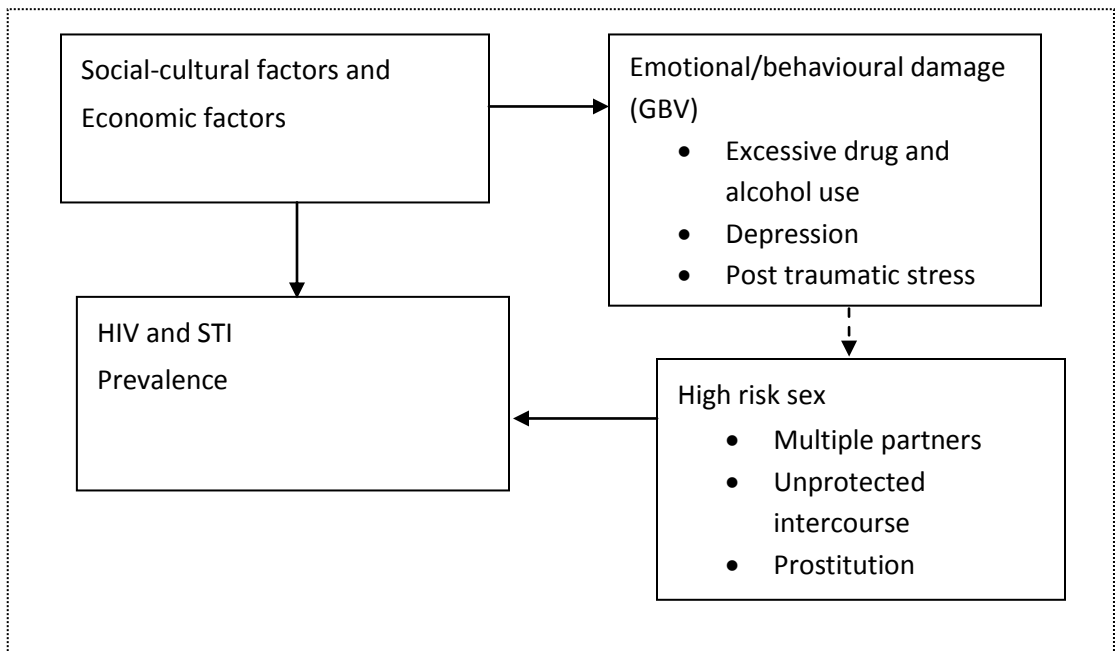 Social-cultural factors and
Economic factors
Emotional/behavioural damage
(GBV)
• Excessive drug and
alcohol use
• Depression
• Post traumatic stress
HIV and STI
Prevalence
High risk sex
• Multiple partners
• Unprotected
intercourse
• Prostitution